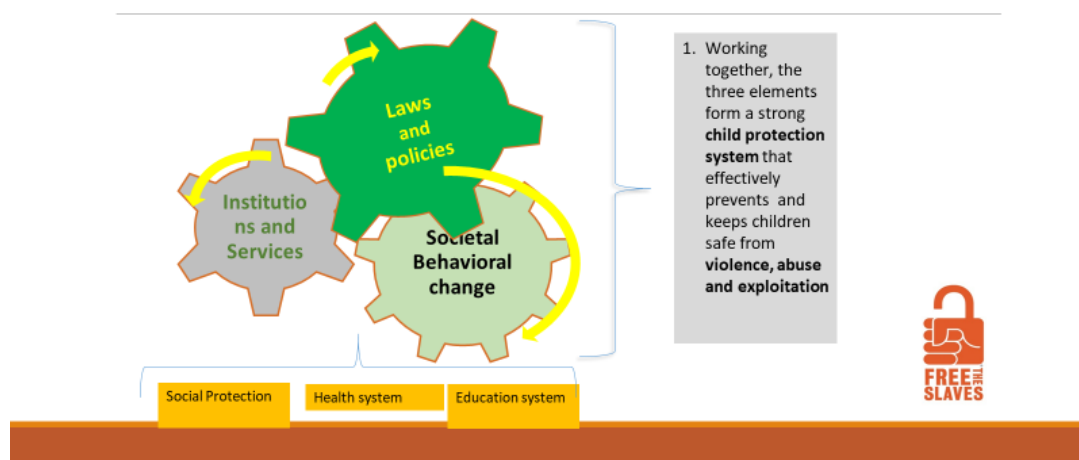 Laws
and
policies
Institutio
ns and
Services
Societal
Behavioral
change
1. Working
together, the
three elements
form a strong
child protection
system that
effectively
prevents and
keeps children
safe from
violence, abuse
and exploitation
Social Protection
Health system
Education system
FREE THE
SLAVES